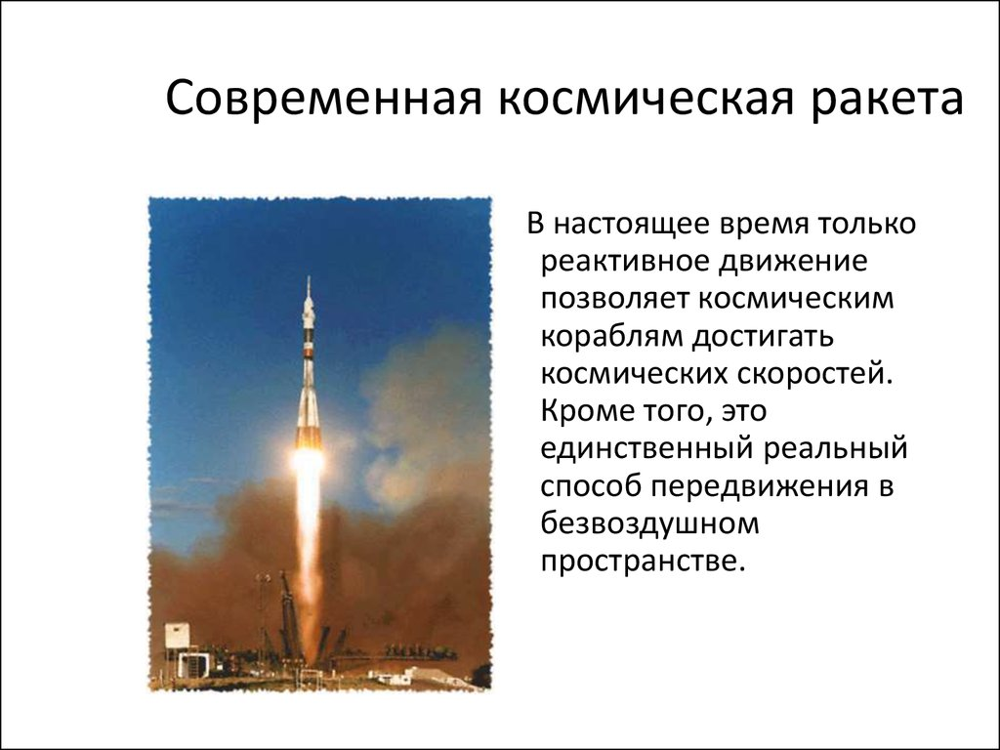 Современная космическая ракета
В настоящее время только
реактивное движение
позволяет космическим
кораблям достигать
космических скоростей.
Кроме того, это
единственный реальный
способ передвижения в
безвоздушном
пространстве.